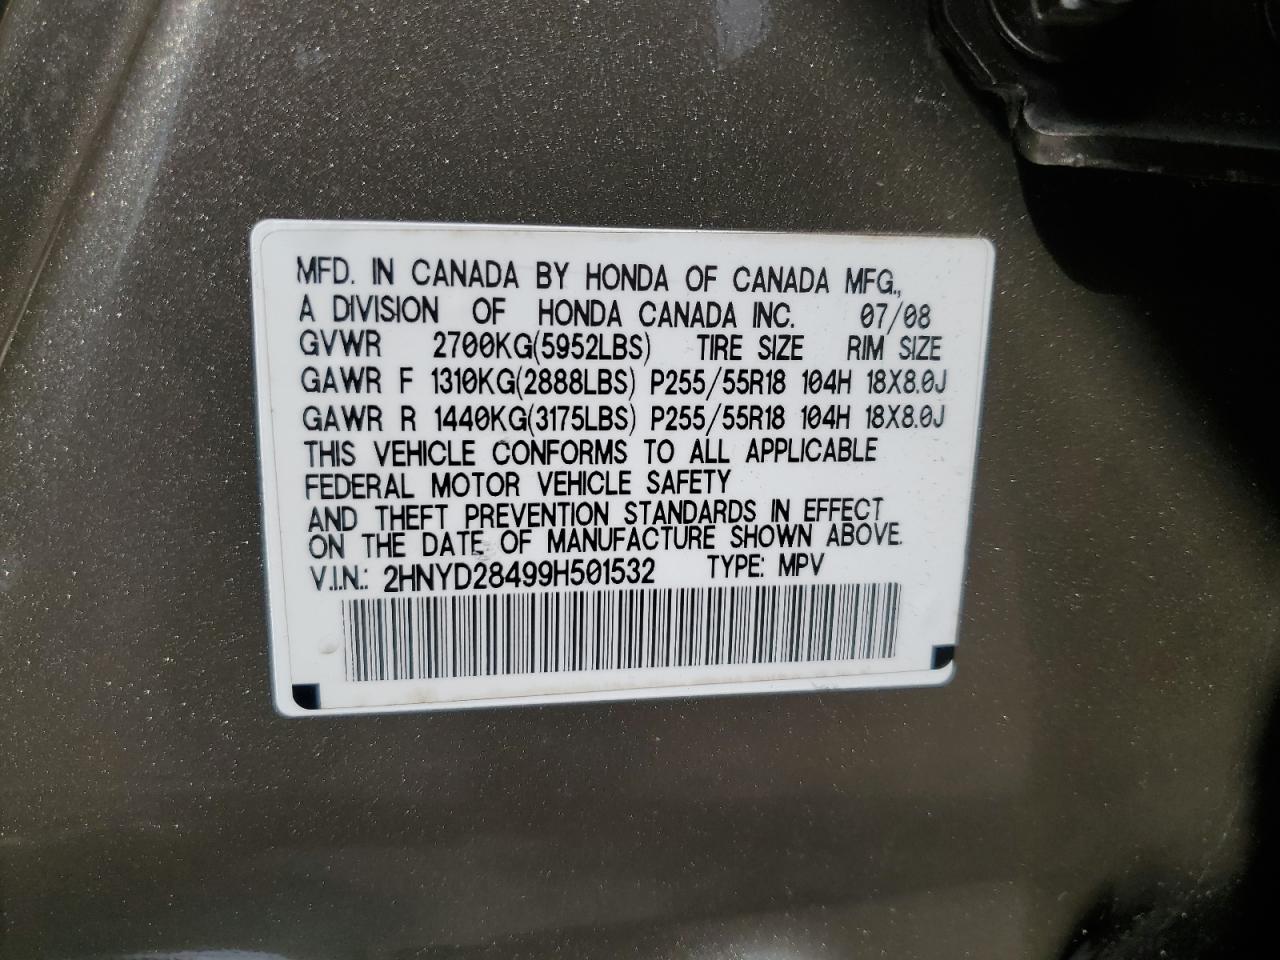 MFD. IN CANADA BY HONDA OF CANADA MFG.,
A DIVISION OF HONDA CANADA INC. 07/08
GVWR 2700KG(5952LBS) TIRE SIZE RIM SIZE
GAWR F 1310KG(2888LBS) P255/55R18 104H 18X8.0J
GAWR R 1440KG(3175LBS) P255/55R18 104H 18X8.0J
THIS VEHICLE CONFORMS TO ALL APPLICABLE
FEDERAL MOTOR VEHICLE SAFETY
AND THEFT PREVENTION STANDARDS IN EFFECT
ON THE DATE OF MANUFACTURE SHOWN ABOVE.
V.I.N.: 2HNYD28499H501532 TYPE: MPV